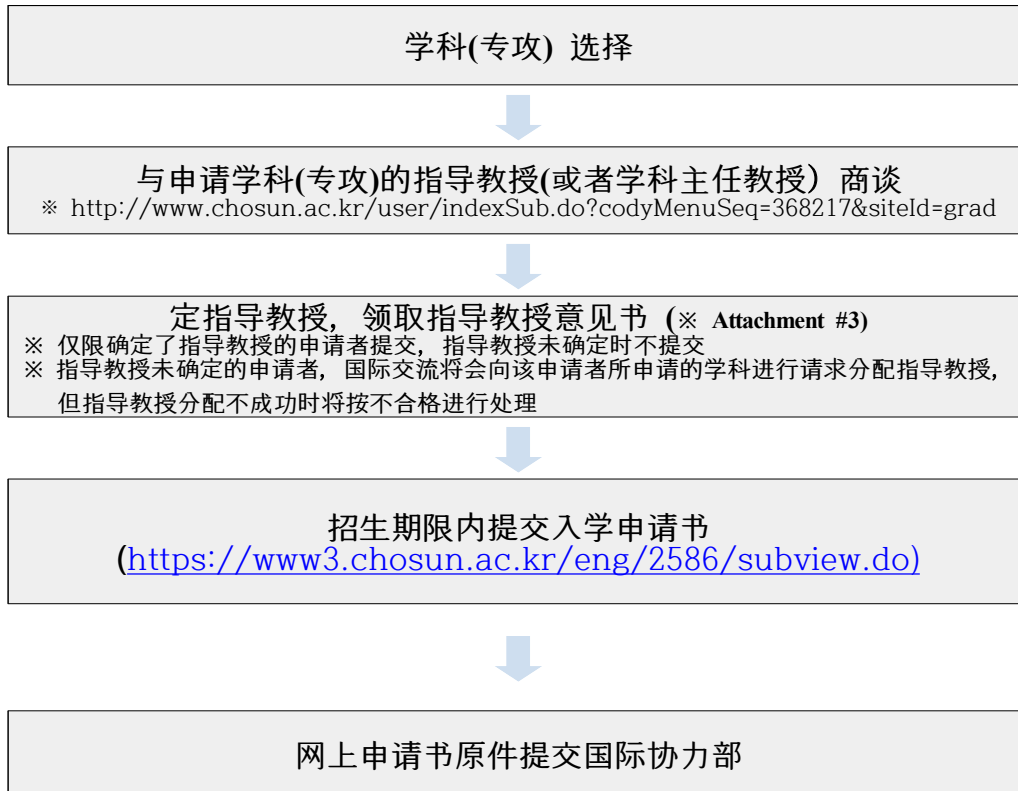 学科(专攻) 选择
与申请学科(专攻)的指导教授(或者学科主任教授）商谈
※ http://www.chosun.ac.kr/user/indexSub.do?codyMenuSeq=368217&siteId=grad
定指导教授，领取指导教授意见书 (※ Attachment #3)
※ 仅限确定了指导教授的申请者提交，指导教授未确定时不提交
※ 指导教授未确定的申请者，国际交流将会向该申请者所申请的学科进行请求分配指导教授，
但指导教授分配不成功时将按不合格进行处理
招生期限内提交入学申请书
(https://www3.chosun.ac.kr/eng/2586/subview.do)
网上申请书原件提交国际协力部